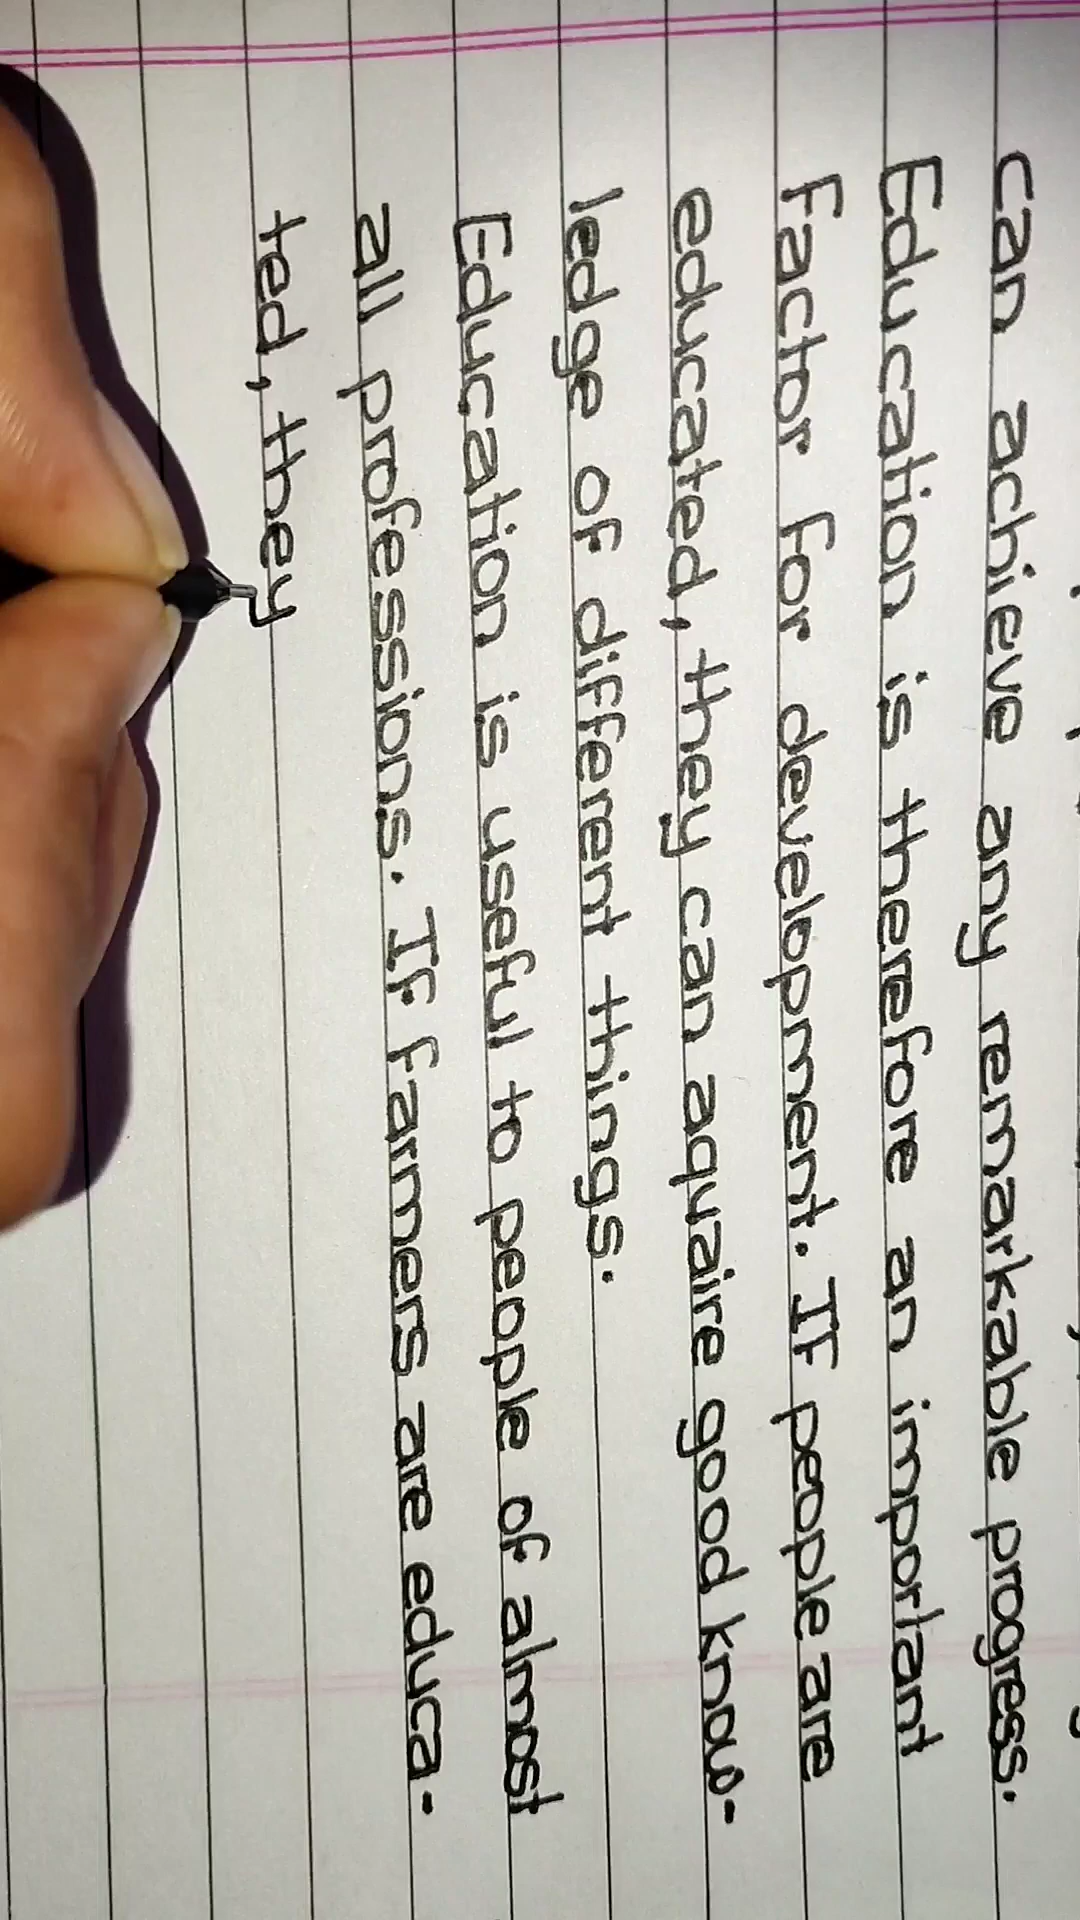 can achieve any remarkable progress.
Education is therefore an important
Factor for development. IF people are
educated, they can aquaire good know-
ledge of different things.
Education is useful to people of almost
all professions. IF farmers are educa-
ted, they